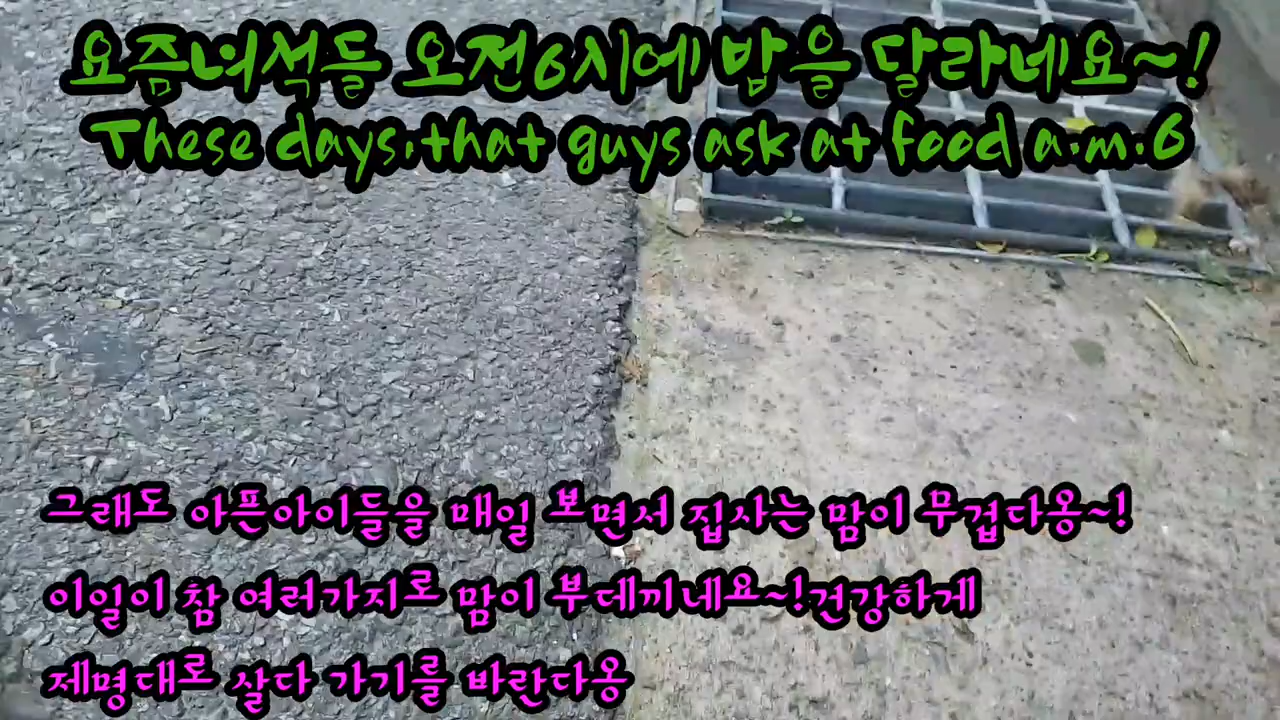 요즘녀석들 오전6시에 밥을 달라네요~!
These days,that guys ask at food a.m.6
그래도 아픈아이들을 매일 보면서 집사는 맘이 무겁다옹~!
이일이 참 여러가지로 맘이 부대끼네요~!건강하게
제명대로 살다 가기를 바란다옹